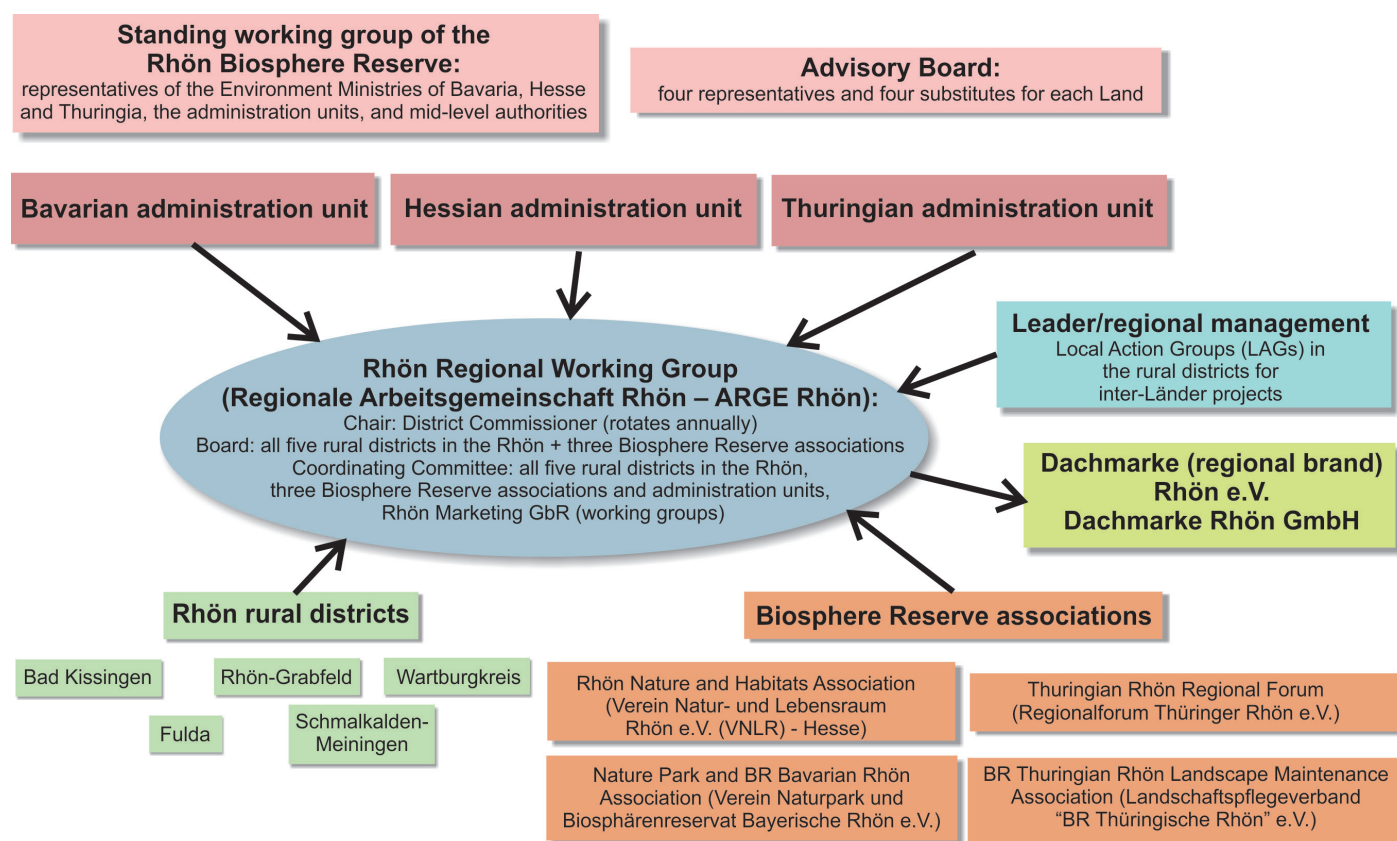 Standing working group of the
Rhön Biosphere Reserve:
representatives of the Environment Ministries of Bavaria, Hesse
and Thuringia, the administration units, and mid-level authorities
Advisory Board:
four representatives and four substitutes for each Land
Bavarian administration unit
Hessian administration unit
Thuringian administration unit
Rhön Regional Working Group
(Regionale Arbeitsgemeinschaft Rhön – ARGE Rhön):
Chair: District Commissioner (rotates annually)
Board: all five rural districts in the Rhön + three Biosphere Reserve associations
Coordinating Committee: all five rural districts in the Rhön,
three Biosphere Reserve associations and administration units,
Rhön Marketing GbR (working groups)
Leader/regional management
Local Action Groups (LAGs) in
the rural districts for
inter-Länder projects
Dachmarke (regional brand)
Rhön e.V.
Dachmarke Rhön GmbH
Rhön rural districts
Bad Kissingen
Rhön-Grabfeld
Wartburgkreis
Fulda
Schmalkalden-
Meiningen
Biosphere Reserve associations
Rhön Nature and Habitats Association
(Verein Natur- und Lebensraum
Rhön e.V. (VNLR) - Hesse)
Thuringian Rhön Regional Forum
(Regionalforum Thüringer Rhön e.V.)
Nature Park and BR Bavarian Rhön
Association (Verein Naturpark und
Biosphärenreservat Bayerische Rhön e.V.)
BR Thuringian Rhön Landscape Maintenance
Association (Landschaftspflegeverband
“BR Thüringische Rhön” e.V.)